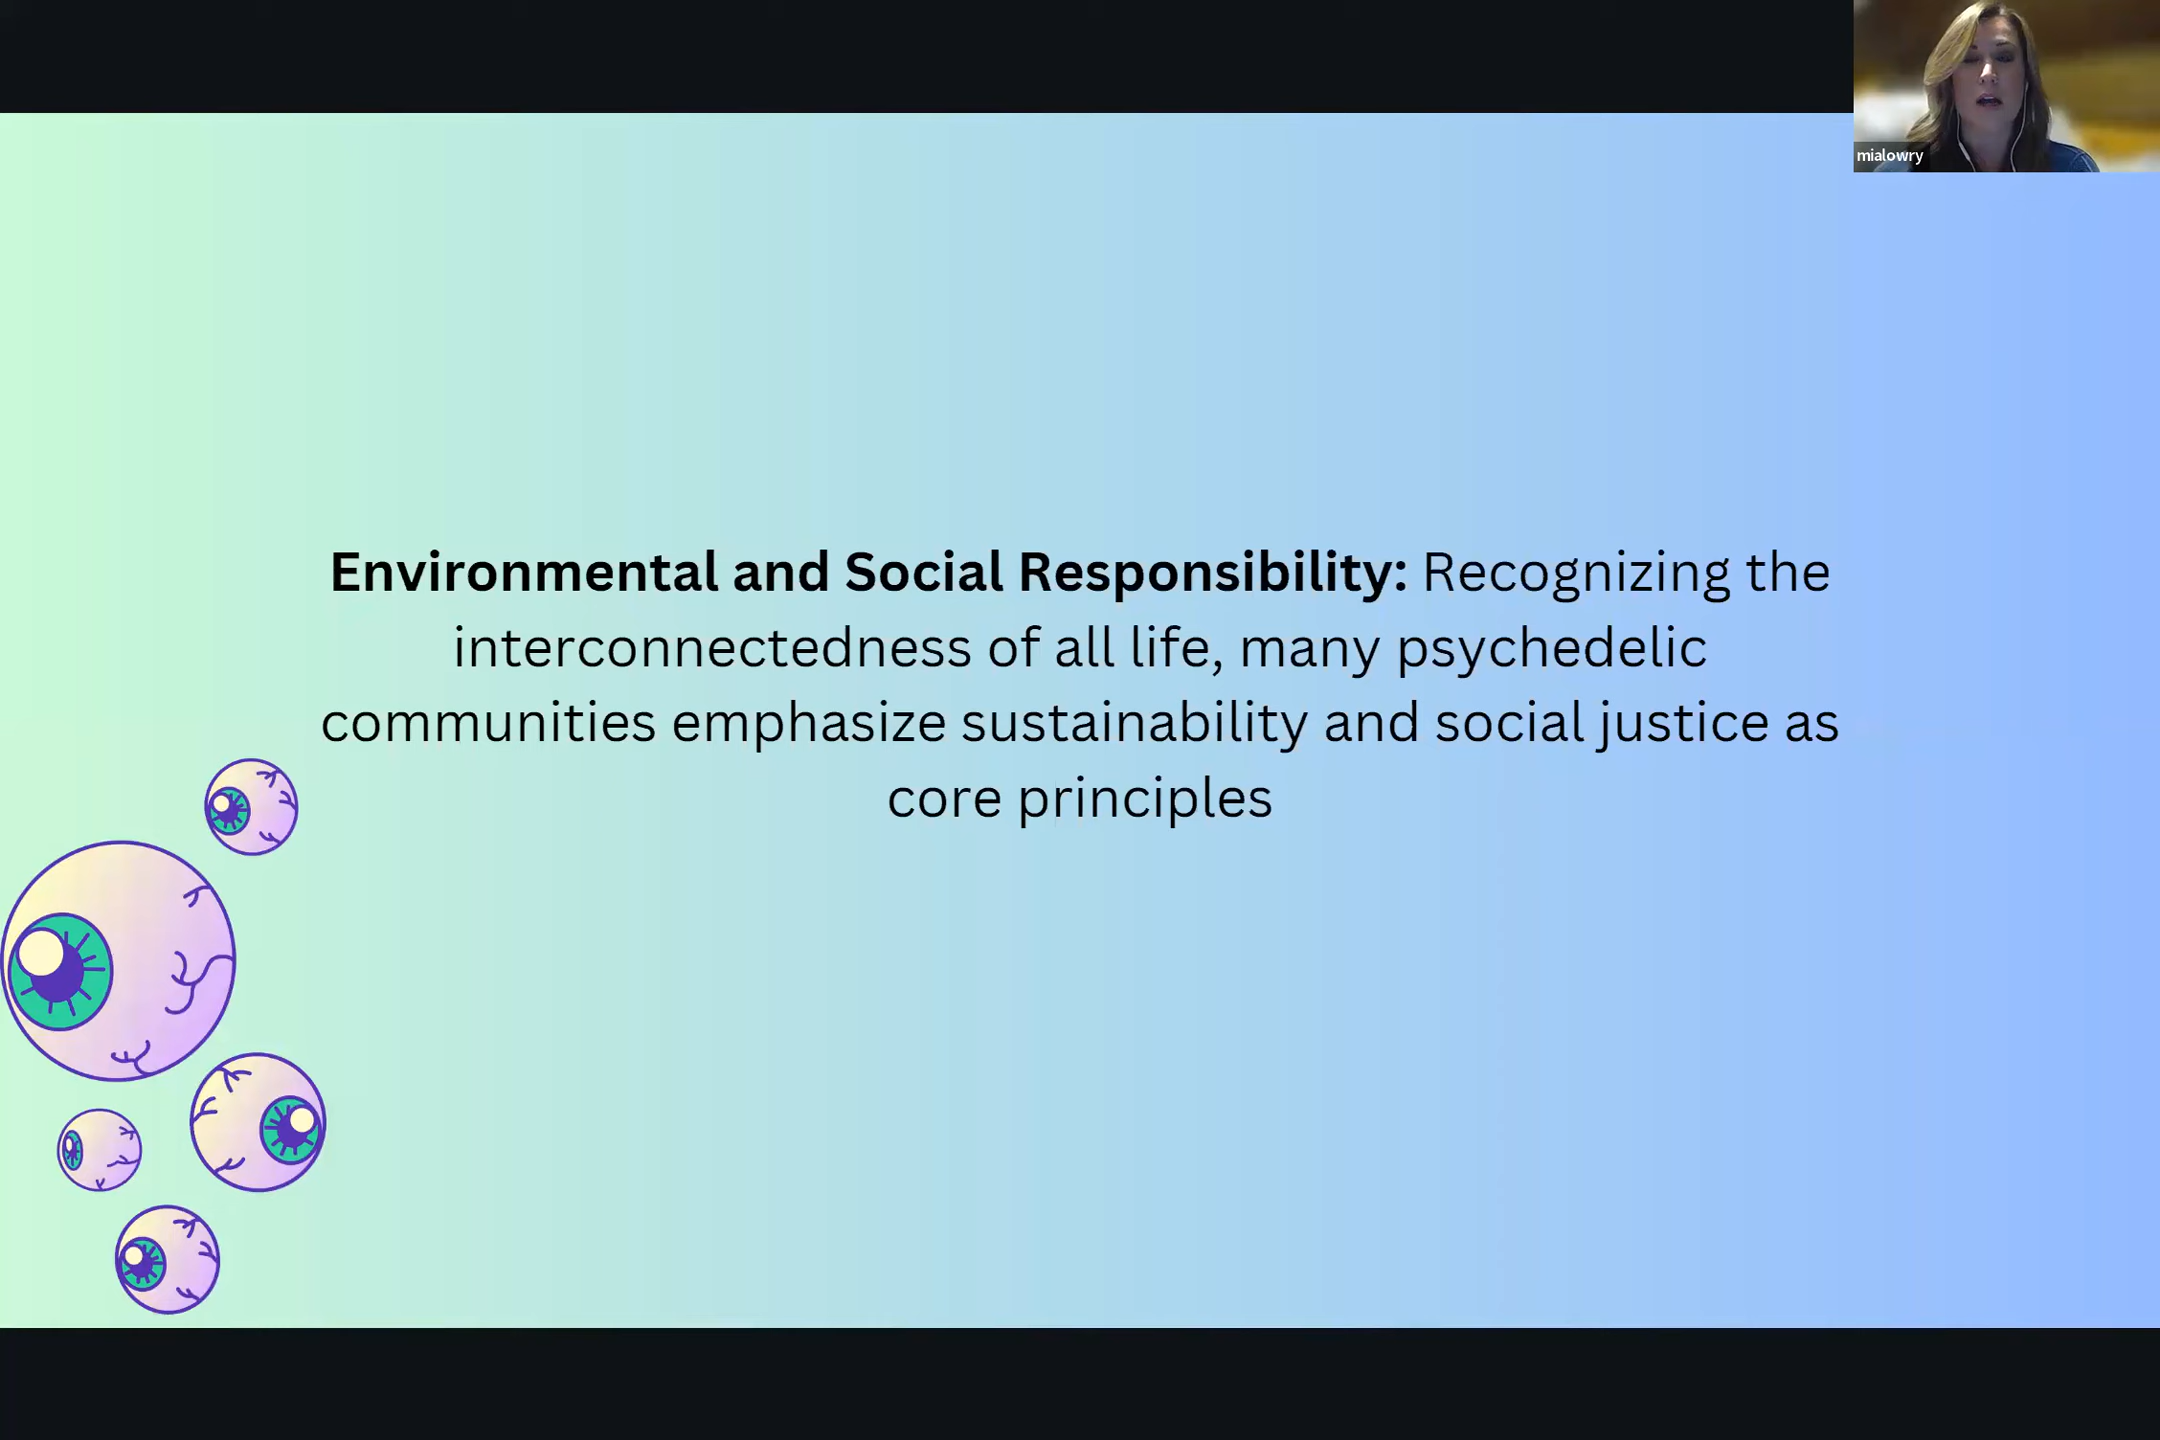 mialowry
Environmental and Social Responsibility: Recognizing the
interconnectedness of all life, many psychedelic
communities emphasize sustainability and social justice as
core principles